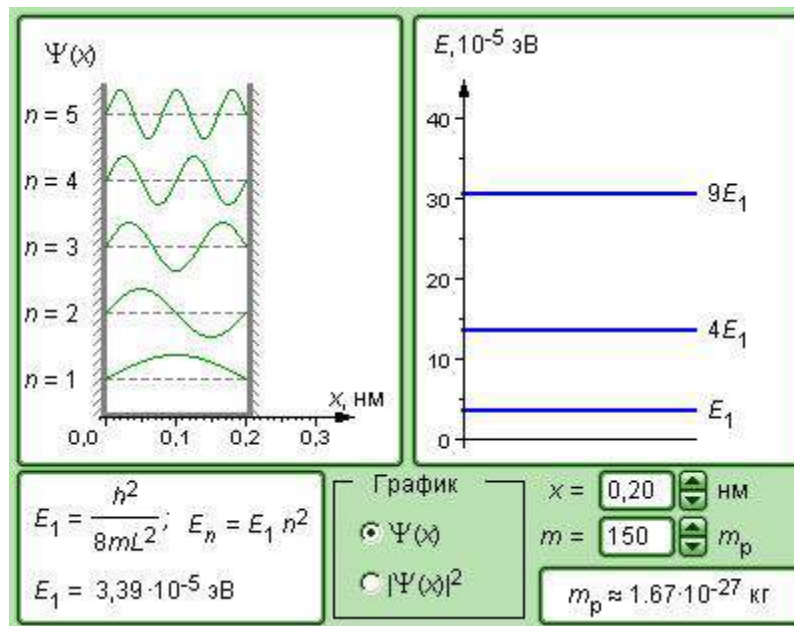 Ψ(x)
n = 5
n = 4
n = 3
n = 2
n = 1
x, нм
0,0 0,1 0,2 0,3
E,10⁻⁵ эВ
40
30
20
10
0
9E₁
4E₁
E₁
E₁ = h²/8mL²; Eₙ = E₁ n²
E₁ = 3,39·10⁻⁵ эВ
График
Ψ(x)
|Ψ(x)|²
x = 0,20 нм
m = 150 mₚ
mₚ ≈ 1.67·10⁻²⁷ кг